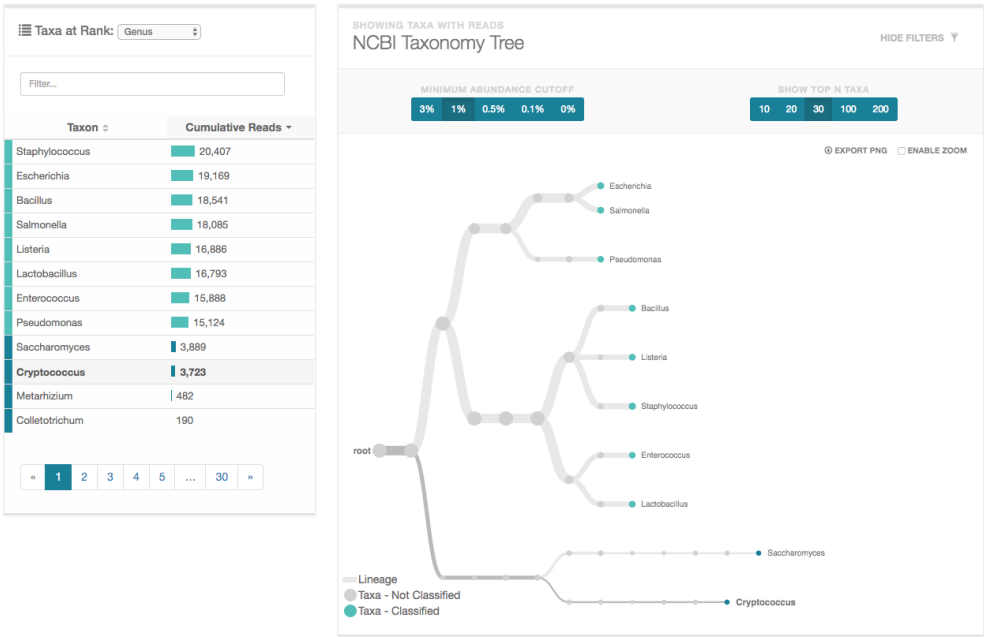 Taxa at Rank: Genus
Filter...
Taxon Cumulative Reads
Staphylococcus 20,407
Escherichia 19,169
Bacillus 18,541
Salmonella 18,085
Listeria 16,886
Lactobacillus 16,793
Enterococcus 15,888
Pseudomonas 15,124
Saccharomyces 3,889
Cryptococcus 3,723
Metarhizium 482
Colletotrichum 190
« 1 2 3 4 5 ... 30 »
SHOWING TAXA WITH READS
NCBI Taxonomy Tree
HIDE FILTERS
MINIMUM ABUNDANCE CUTOFF
3% 1% 0.5% 0.1% 0%
SHOW TOP N TAXA
10 20 30 100 200
EXPORT PNG ENABLE ZOOM
Escherichia
Salmonella
Pseudomonas
Bacillus
Listeria
Staphylococcus
root
Enterococcus
Lactobacillus
Saccharomyces
Cryptococcus
Lineage
Taxa - Not Classified
Taxa - Classified